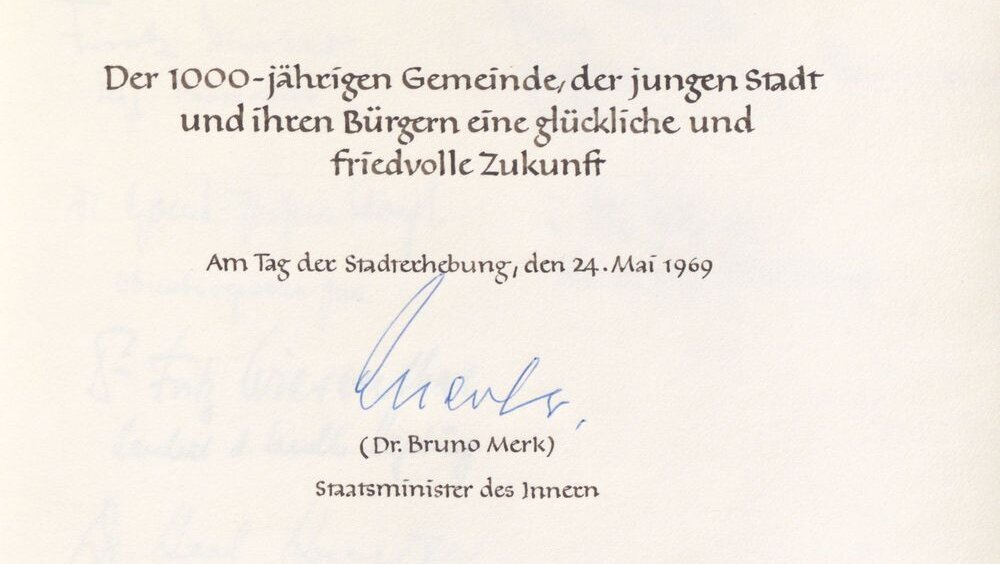 Der 1000-jährigen Gemeinde, der jungen Stadt
und ihren Bürgern eine glückliche und
friedvolle Zukunft
Am Tag der Stadterhebung, den 24. Mai 1969
Merk.
(Dr. Bruno Merk)
Staatsminister des Innern